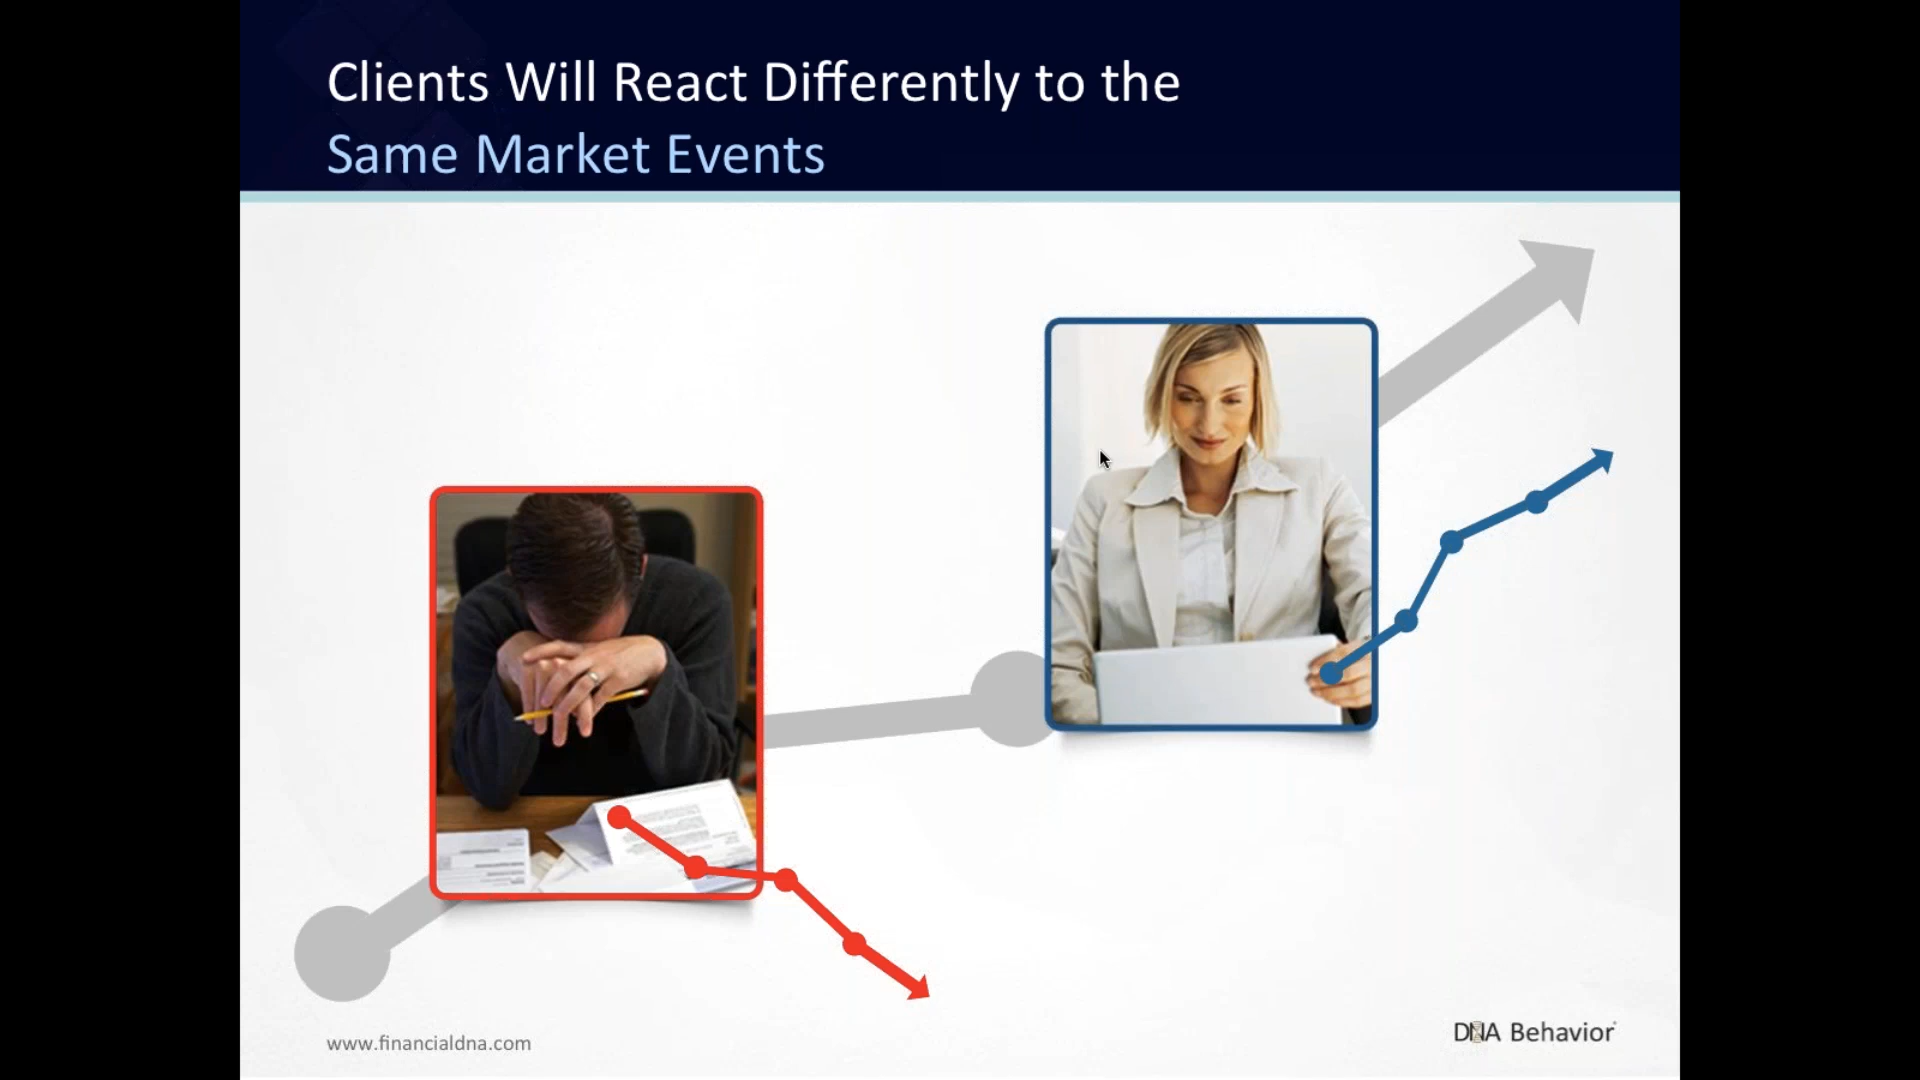 Clients Will React Differently to the
Same Market Events
www.financialdna.com
DNA Behavior